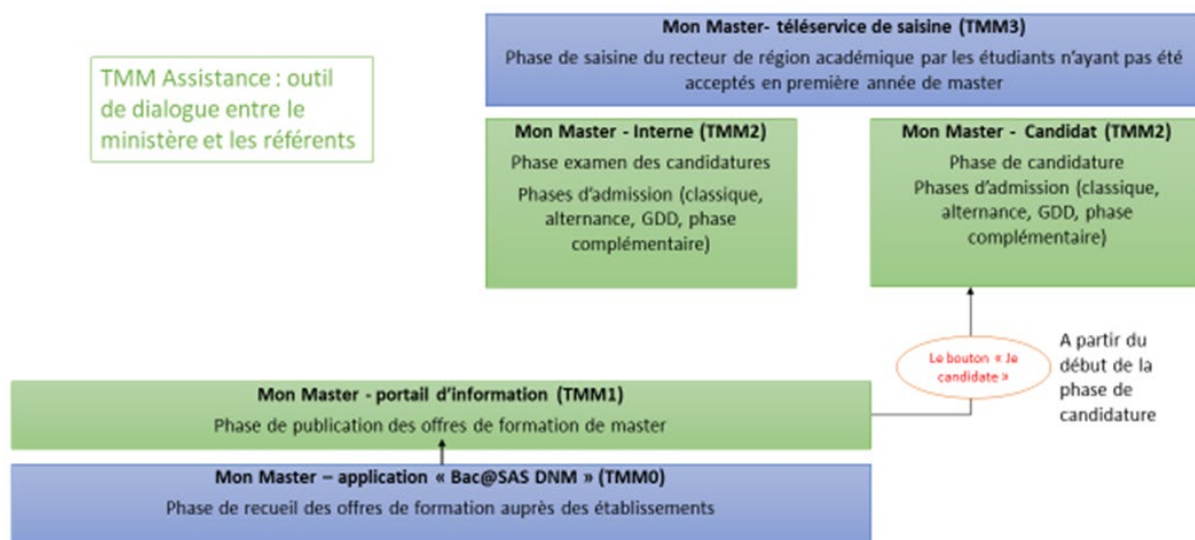 Mon Master- téléservice de saisine (TMM3)
Phase de saisine du recteur de région académique par les étudiants n'ayant pas été
acceptés en première année de master
TMM Assistance : outil
de dialogue entre le
ministère et les référents
Mon Master - Interne (TMM2)
Phase examen des candidatures
Phases d'admission (classique,
alternance, GDD, phase
complémentaire)
Mon Master - Candidat (TMM2)
Phase de candidature
Phases d'admission (classique,
alternance, GDD, phase
complémentaire)
Le bouton « Je
candidate »
A partir du
début de la
phase de
candidature
Mon Master - portail d'information (TMM1)
Phase de publication des offres de formation de master
Mon Master – application « Bac@SAS DNM » (TMM0)
Phase de recueil des offres de formation auprès des établissements